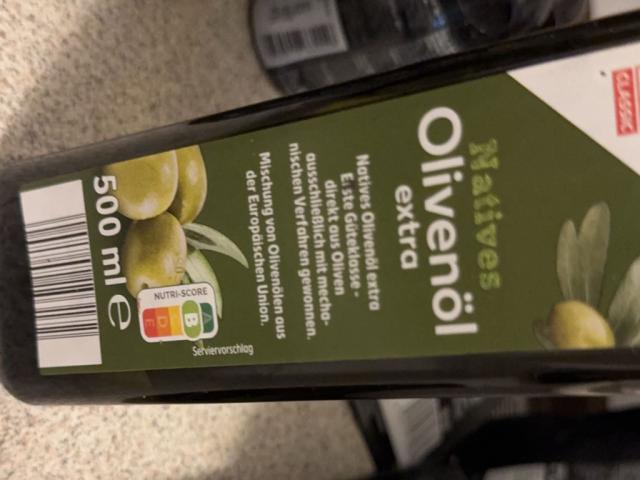 CLASSIC
Natives
Olivenöl
extra
Natives Olivenöl extra
Erste Güteklasse -
direkt aus Oliven
ausschließlich mit mecha-
nischen Verfahren gewonnen.
Mischung von Olivenölen aus
der Europäischen Union.
Serviervorschlag
NUTRI-SCORE
A B C D E
500 ml e